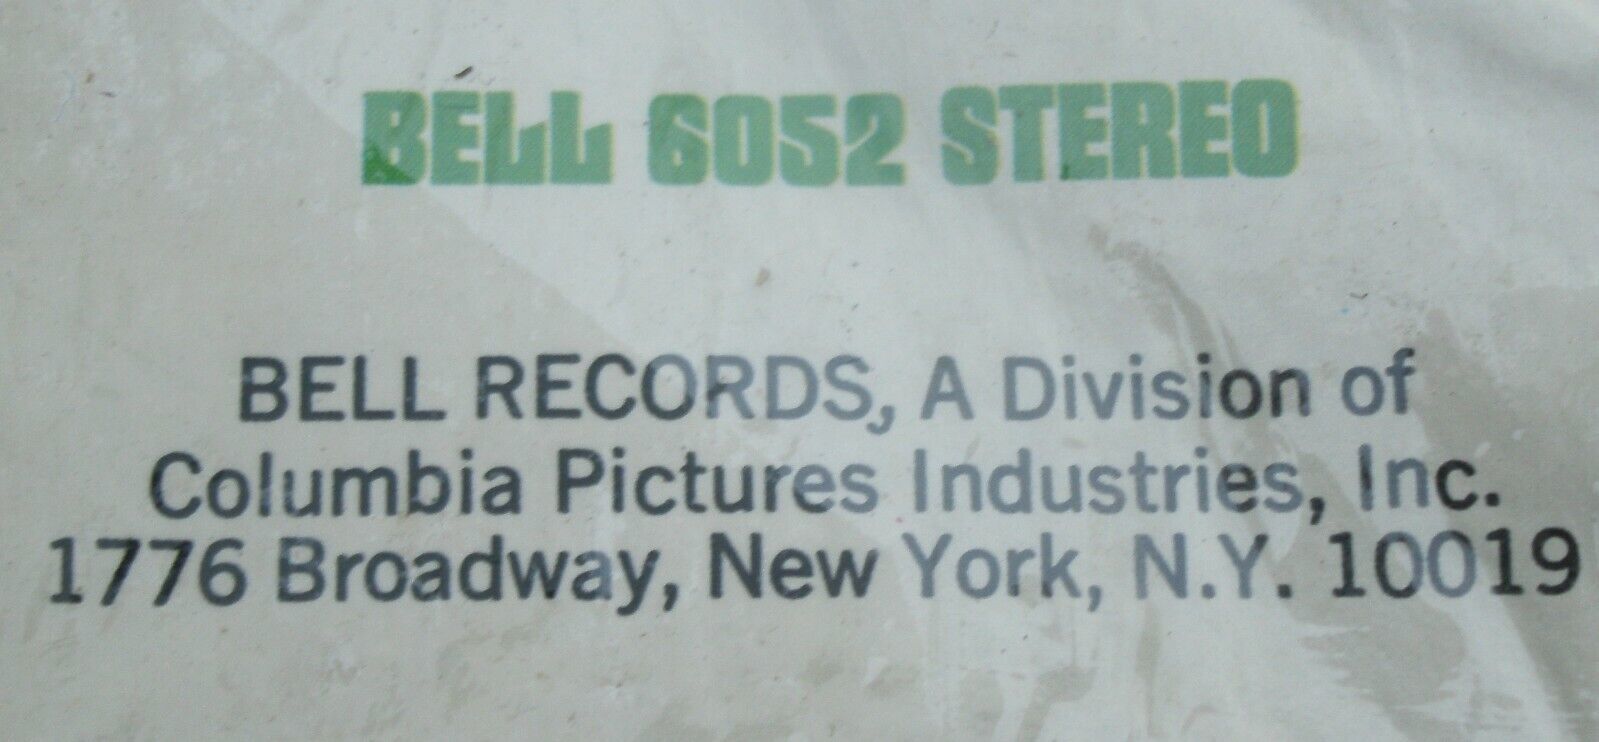 BELL 6052 STEREO
BELL RECORDS, A Division of
Columbia Pictures Industries, Inc.
1776 Broadway, New York, N.Y. 10019